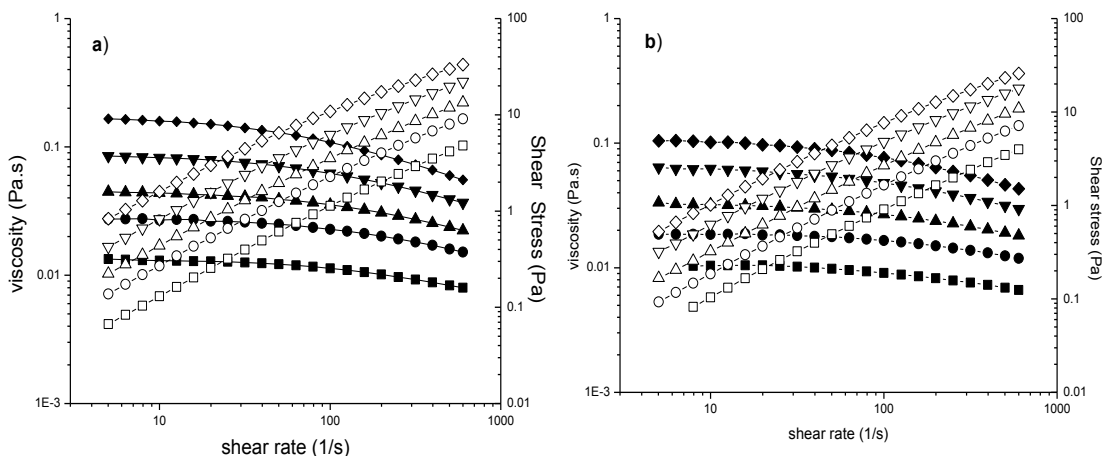 a)
1
0.1
0.01
1E-3
viscosity (Pa.s)
10
100
1000
shear rate (1/s)
100
10
1
0.1
0.01
Shear Stress (Pa)
b)
1
0.1
0.01
1E-3
viscosity (Pa.s)
10
100
1000
shear rate (1/s)
100
10
1
0.1
0.01
Shear stress (Pa)